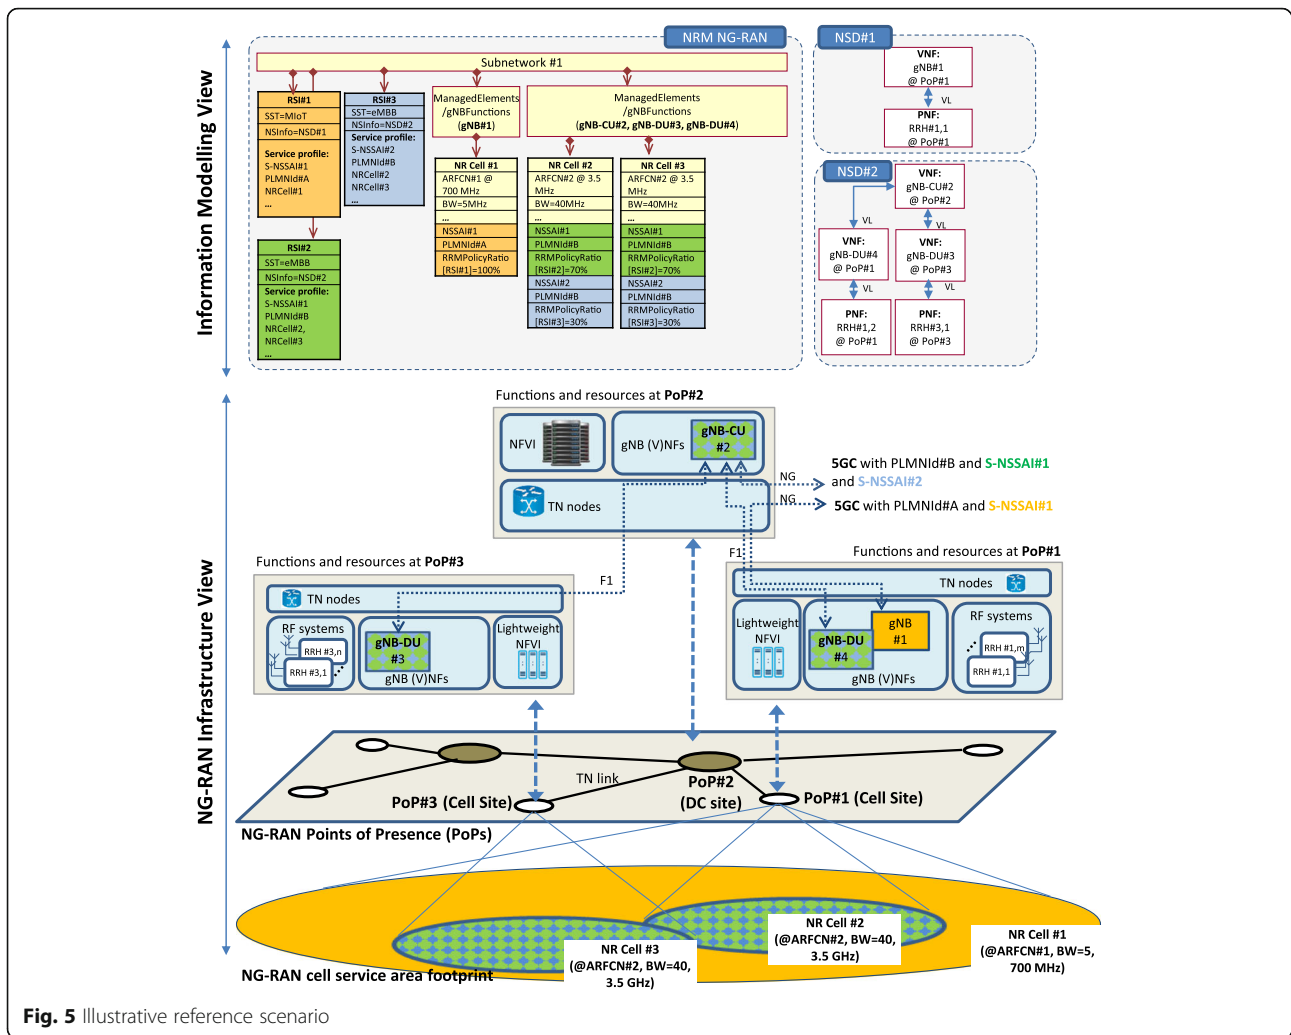 Information Modelling View
NRM NG-RAN
Subnetwork #1
RSI#1
SST=MIoT
NSInfo=NSD#1
Service profile:
S-NSSAI#1
PLMNId#A
NRCell#1
...
RSI#3
SST=eMBB
NSInfo=NSD#2
Service profile:
S-NSSAI#2
PLMNId#B
NRCell#2
NRCell#3
...
RSI#2
SST=eMBB
NSInfo=NSD#2
Service profile:
S-NSSAI#1
PLMNId#B
NRCell#2,
NRCell#3
...
ManagedElements
/gNBFunctions
(gNB#1)
ManagedElements
/gNBFunctions
(gNB-CU#2, gNB-DU#3, gNB-DU#4)
NR Cell #1
ARFCN#1 @
700 MHz
BW=5MHz
...
NSSAI#1
PLMNId#A
RRMPolicyRatio
[RSI#1]=100%
NR Cell #2
ARFCN#2 @ 3.5
MHz
BW=40MHz
...
NSSAI#1
PLMNId#B
RRMPolicyRatio
[RSI#2]=70%
NSSAI#2
PLMNId#B
RRMPolicyRatio
[RSI#3]=30%
NR Cell #3
ARFCN#2 @ 3.5
MHz
BW=40MHz
...
NSSAI#1
PLMNId#B
RRMPolicyRatio
[RSI#2]=70%
NSSAI#2
PLMNId#B
RRMPolicyRatio
[RSI#3]=30%
NSD#1
VNF:
gNB#1
@ PoP#1
VL
PNF:
RRH#1,1
@ PoP#1
NSD#2
VNF:
gNB-CU#2
@ PoP#2
VL
VL
VNF:
gNB-DU#4
@ PoP#1
VNF:
gNB-DU#3
@ PoP#3
VL
VL
PNF:
RRH#1,2
@ PoP#1
PNF:
RRH#3,1
@ PoP#3
NG-RAN Infrastructure View
Functions and resources at PoP#2
NFVI
gNB (V)NFs
gNB-CU
#2
TN nodes
NG
NG
5GC with PLMNId#B and S-NSSAI#1
and S-NSSAI#2
5GC with PLMNId#A and S-NSSAI#1
Functions and resources at PoP#3
F1
TN nodes
RF systems
RRH #3,n
RRH #3,1
gNB-DU
#3
gNB (V)NFs
Lightweight
NFVI
Functions and resources at PoP#1
F1
TN nodes
Lightweight
NFVI
gNB
#1
gNB-DU
#4
gNB (V)NFs
RF systems
RRH #1,m
RRH #1,1
TN link
PoP#2
(DC site)
PoP#3 (Cell Site)
PoP#1 (Cell Site)
NG-RAN Points of Presence (PoPs)
NR Cell #2
(@ARFCN#2, BW=40,
3.5 GHz)
NR Cell #1
(@ARFCN#1, BW=5,
700 MHz)
NR Cell #3
(@ARFCN#2, BW=40,
3.5 GHz)
NG-RAN cell service area footprint
Fig. 5 Illustrative reference scenario